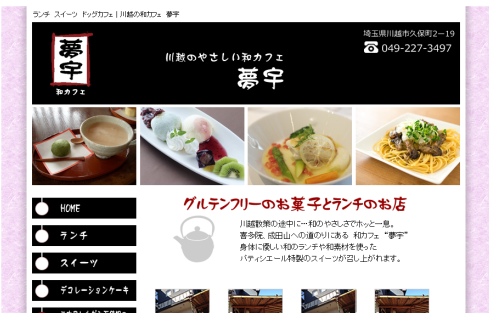 ランチ スイーツ ドッグカフェ | 川越の和カフェ 夢宇
夢
宇
和カフェ
川越のやさしい和カフェ
夢宇
埼玉県川越市久保町2－19
049-227-3497
HOME
ランチ
スイーツ
デコレーションケーキ
グルテンフリーのお菓子とランチのお店
川越散策の途中に…和のやさしさでホッと一息。
喜多院、成田山への道のりにある 和カフェ “夢宇”
身体に優しい和のランチや和素材を使った
パティシエール特製のスイーツが召し上がれます。